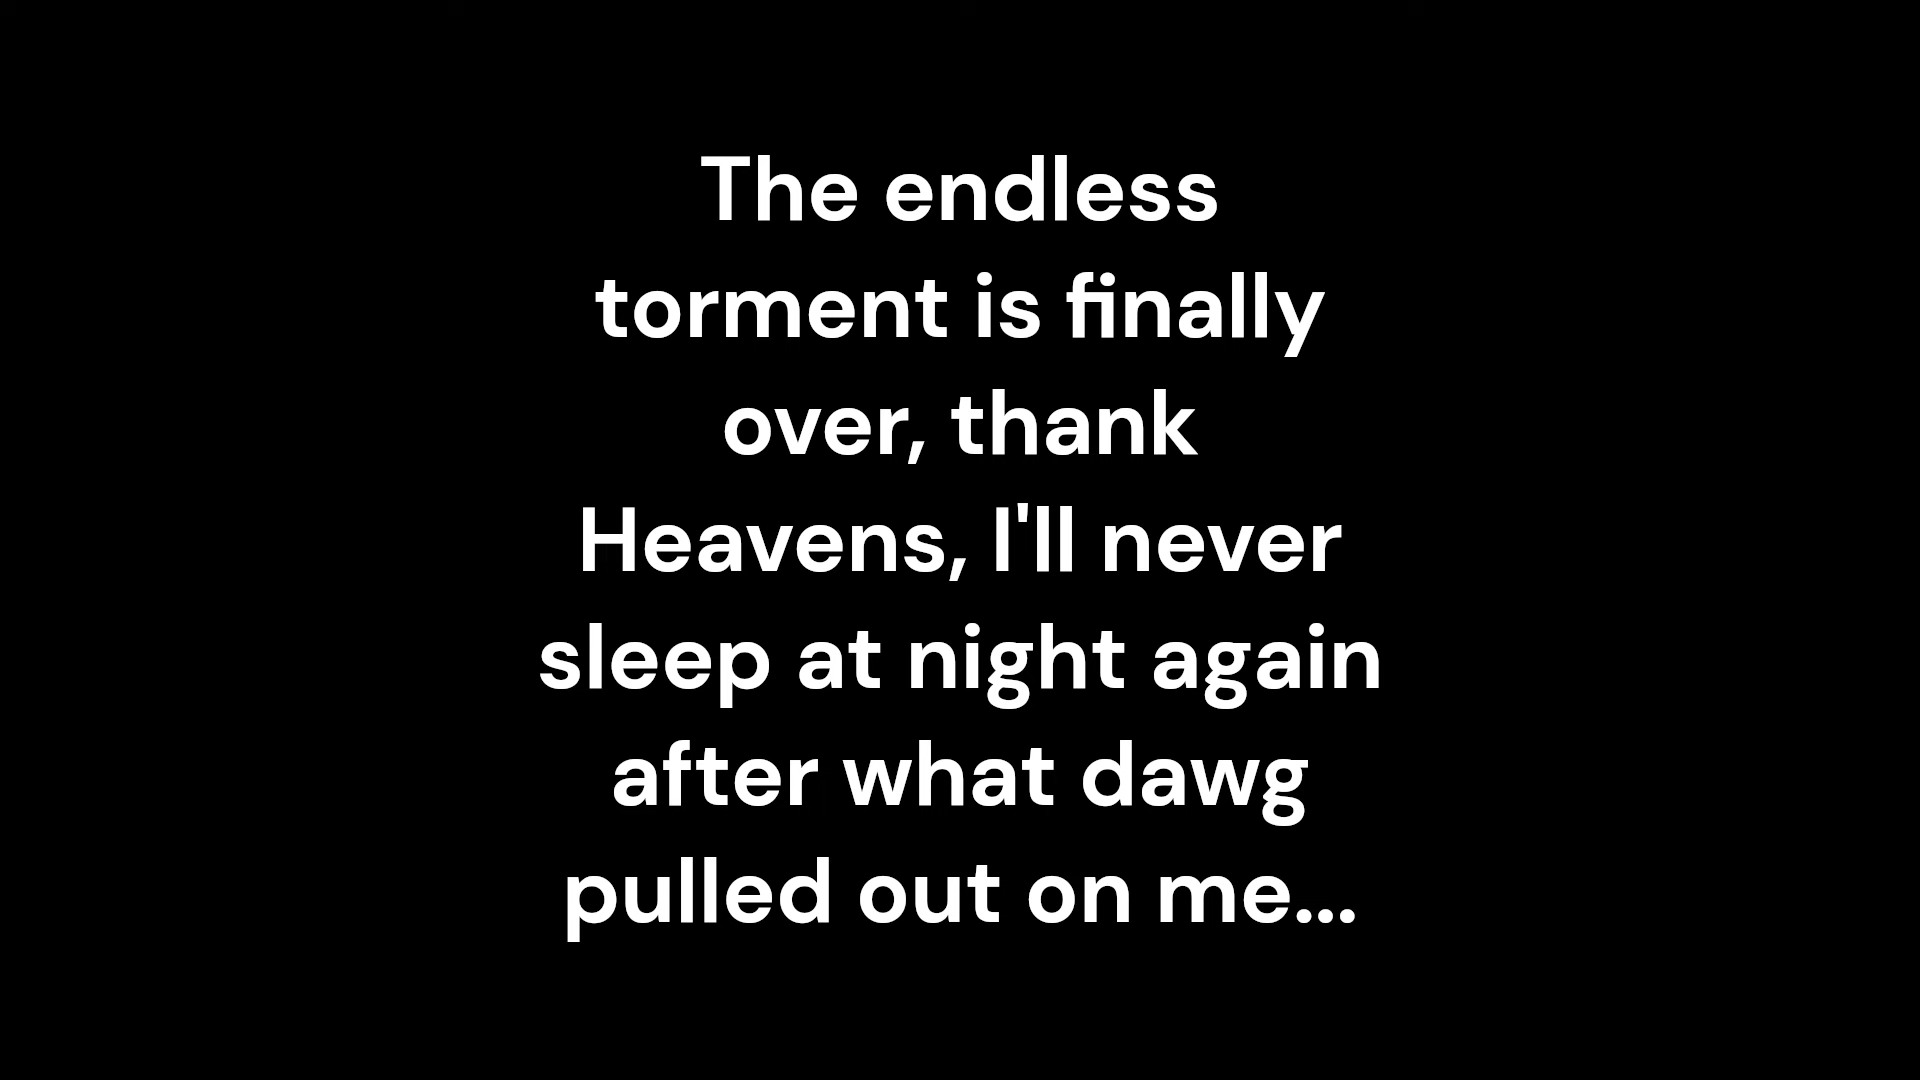 The endless
torment is finally
over, thank
Heavens, I'll never
sleep at night again
after what dawg
pulled out on me...